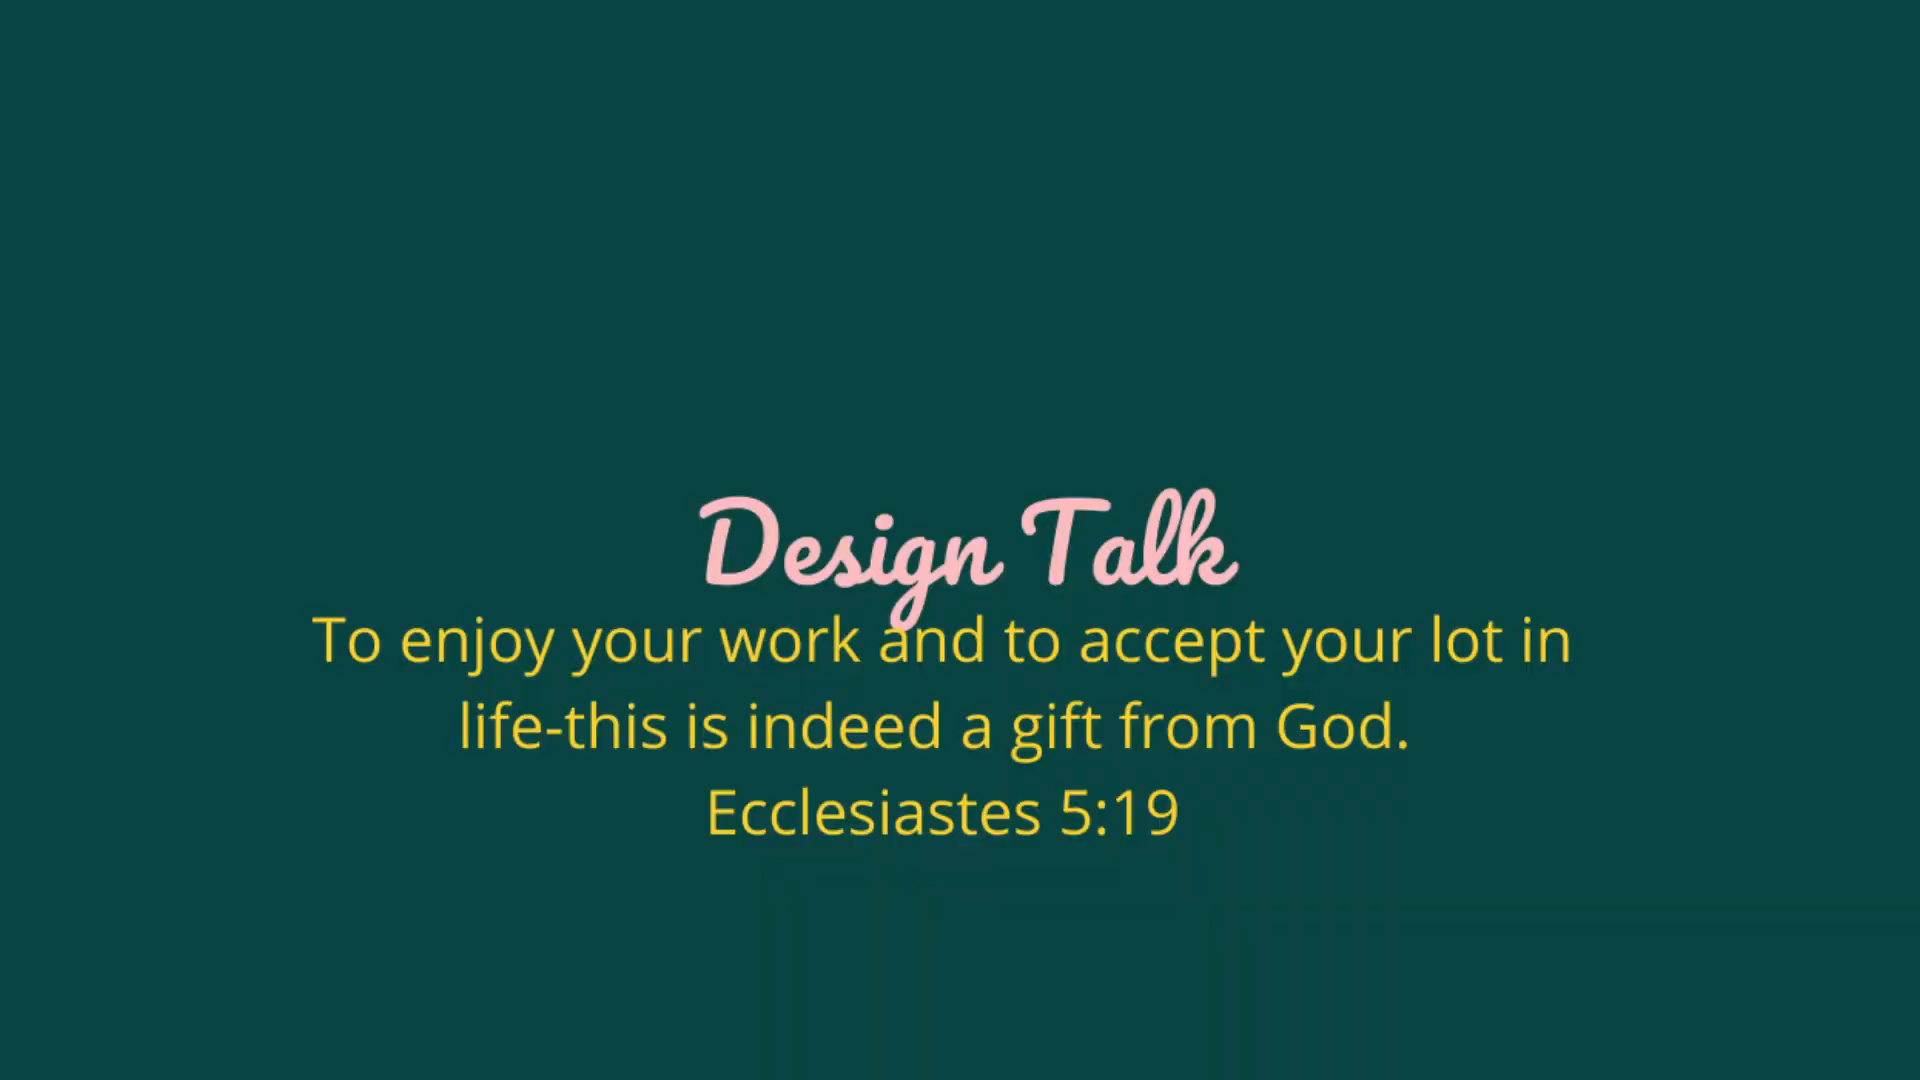 Design Talk
To enjoy your work and to accept your lot in
life-this is indeed a gift from God.
Ecclesiastes 5:19